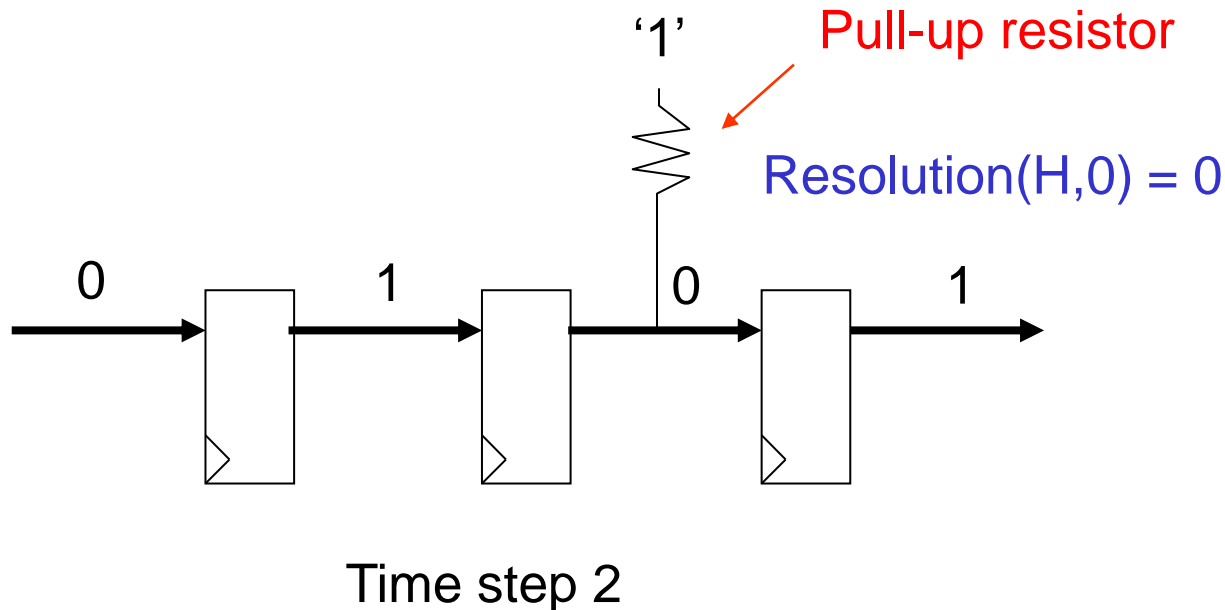 ‘1’
Pull-up resistor
Resolution(H,0) = 0
0
1
0
1
Time step 2